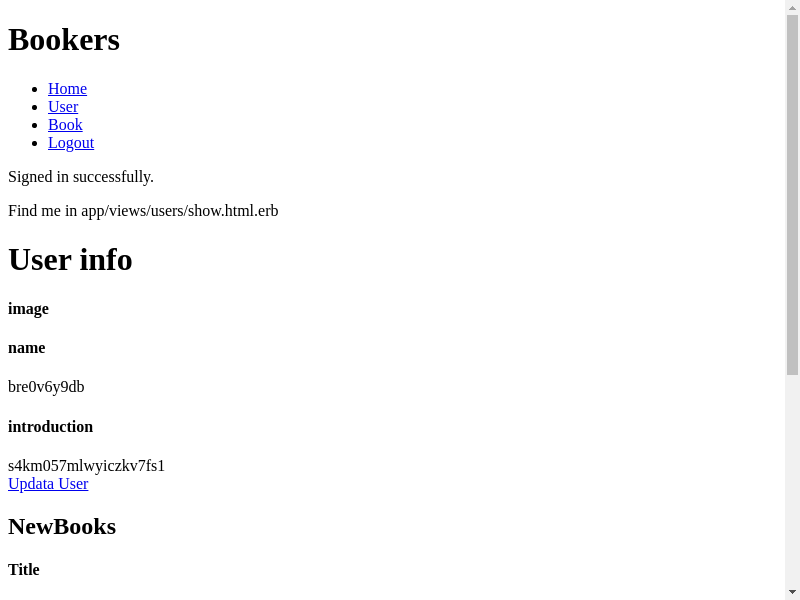 Bookers
Home
User
Book
Logout
Signed in successfully.
Find me in app/views/users/show.html.erb
User info
image
name
bre0v6y9db
introduction
s4km057mlwyiczkv7fs1
Updata User
NewBooks
Title